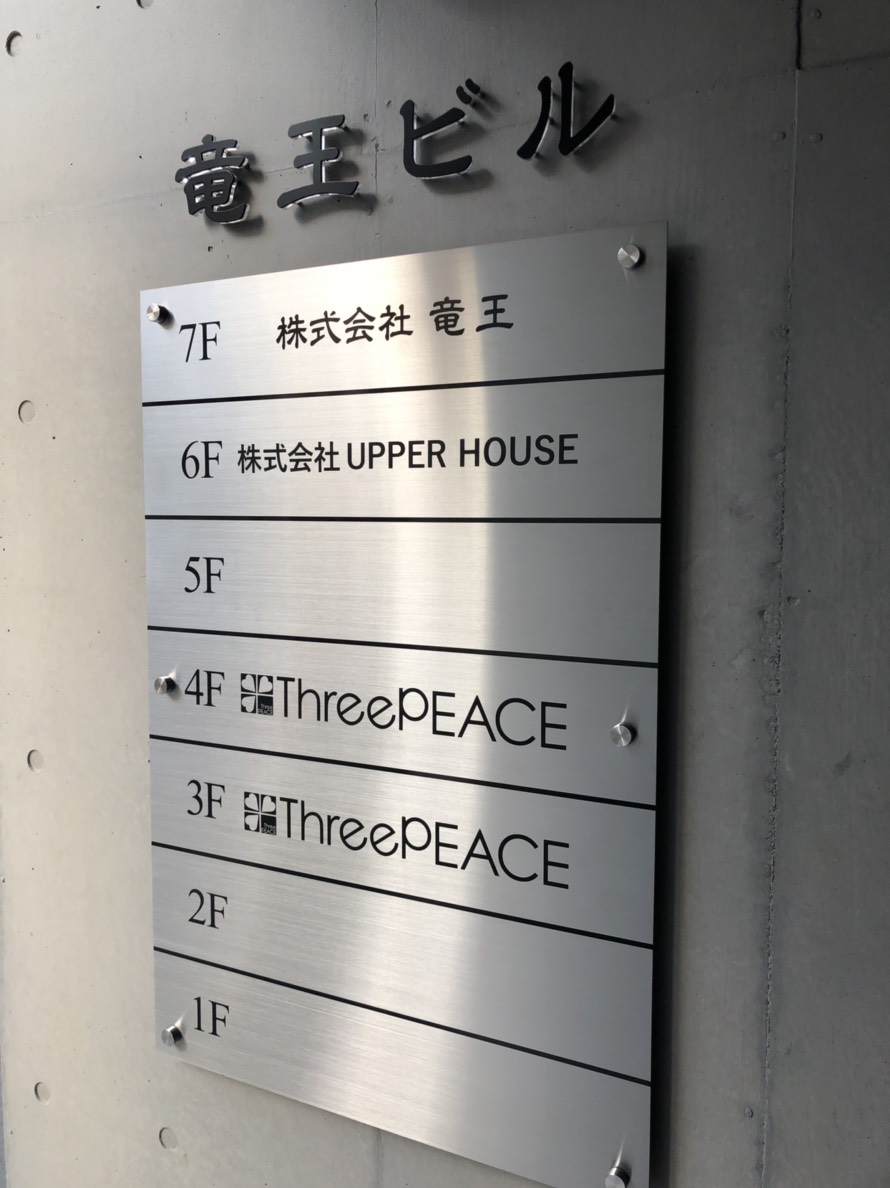 竜王ビル
7F 株式会社 竜王
6F 株式会社 UPPER HOUSE
5F
4F ThreePEACE
3F ThreePEACE
2F
1F